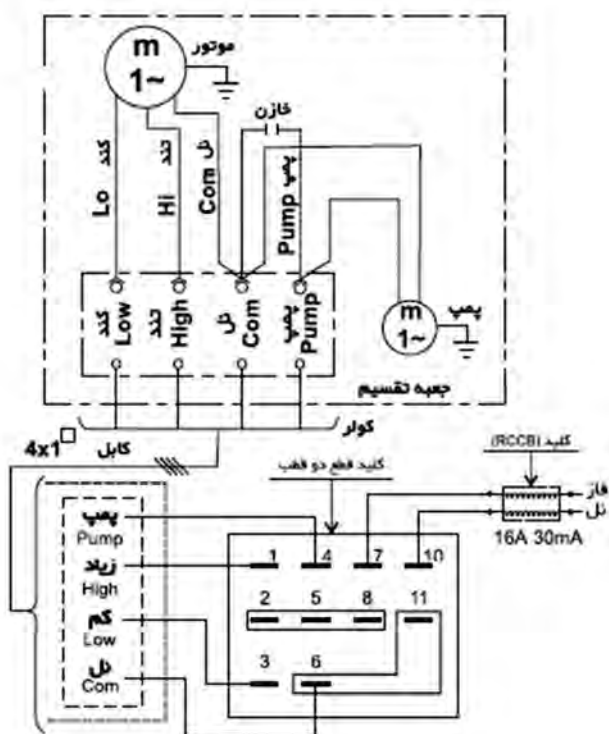 m
1~
موتور
خازن
کند
Lo
تند
Hi
نل
Com
پمپ
Pump
کند
Low
تند
High
نل
Com
پمپ
Pump
m
1~
پمپ
جعبه تقسیم
کولر
کابل
4x1
کلید قطع دو قطب
کلید (RCCB)
فاز
نل
16A 30mA
پمپ
Pump
زیاد
High
کم
Low
نل
Com
1 4 7 10
2 5 8 11
3 6